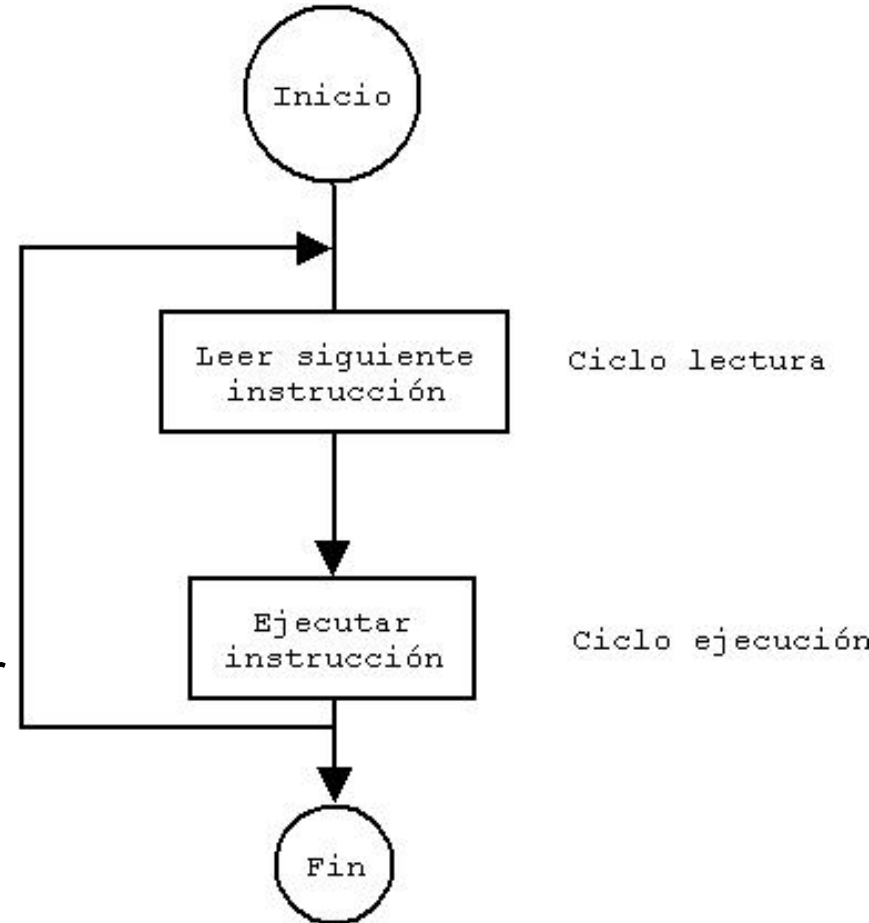 Inicio
Leer siguiente
instrucción
Ciclo lectura
Ejecutar
instrucción
Ciclo ejecución
Fin